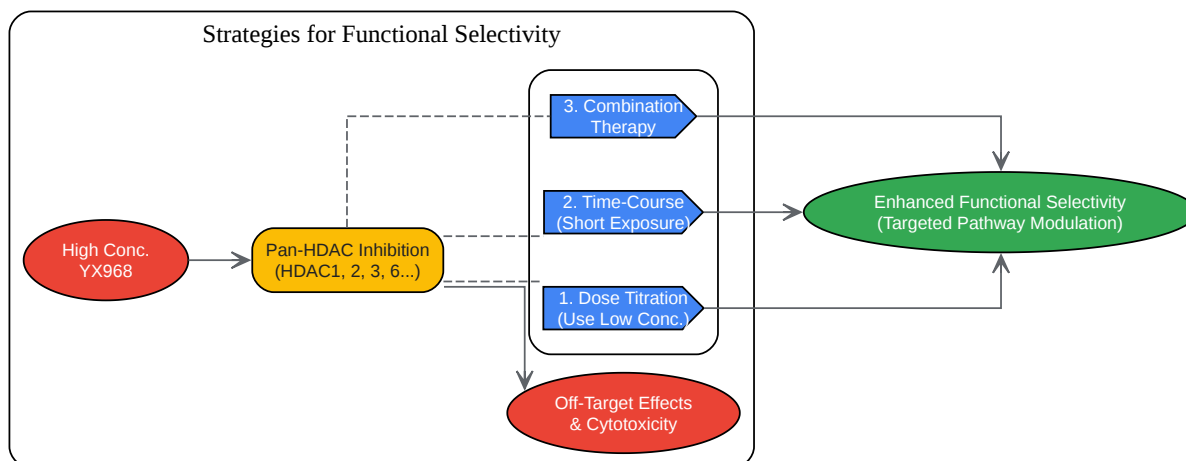 Strategies for Functional Selectivity
3. Combination
Therapy
2. Time-Course
(Short Exposure)
Enhanced Functional Selectivity
(Targeted Pathway Modulation)
High Conc.
YX968
Pan-HDAC Inhibition
(HDAC1, 2, 3, 6...)
1. Dose Titration
(Use Low Conc.)
Off-Target Effects
& Cytotoxicity